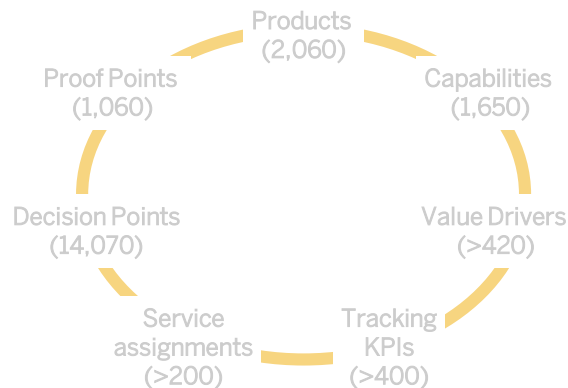 Products
(2,060)
Capabilities
(1,650)
Value Drivers
(>420)
Tracking
KPIs
(>400)
Service
assignments
(>200)
Decision Points
(14,070)
Proof Points
(1,060)